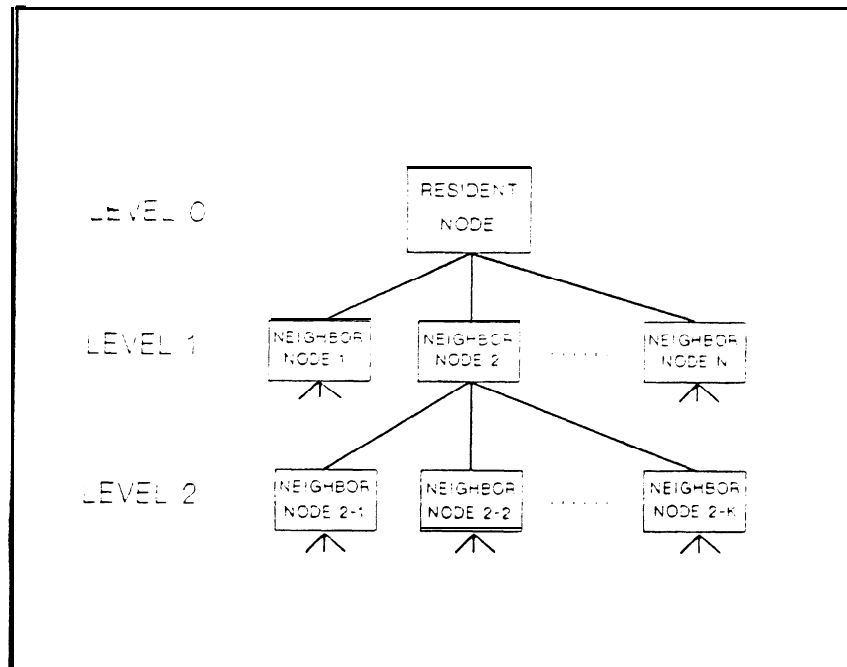 LEVEL 0
RESIDENT
NODE
LEVEL 1
NEIGHBOR
NODE 1
NEIGHBOR
NODE 2
......
NEIGHBOR
NODE N
LEVEL 2
NEIGHBOR
NODE 2-1
NEIGHBOR
NODE 2-2
......
NEIGHBOR
NODE 2-K